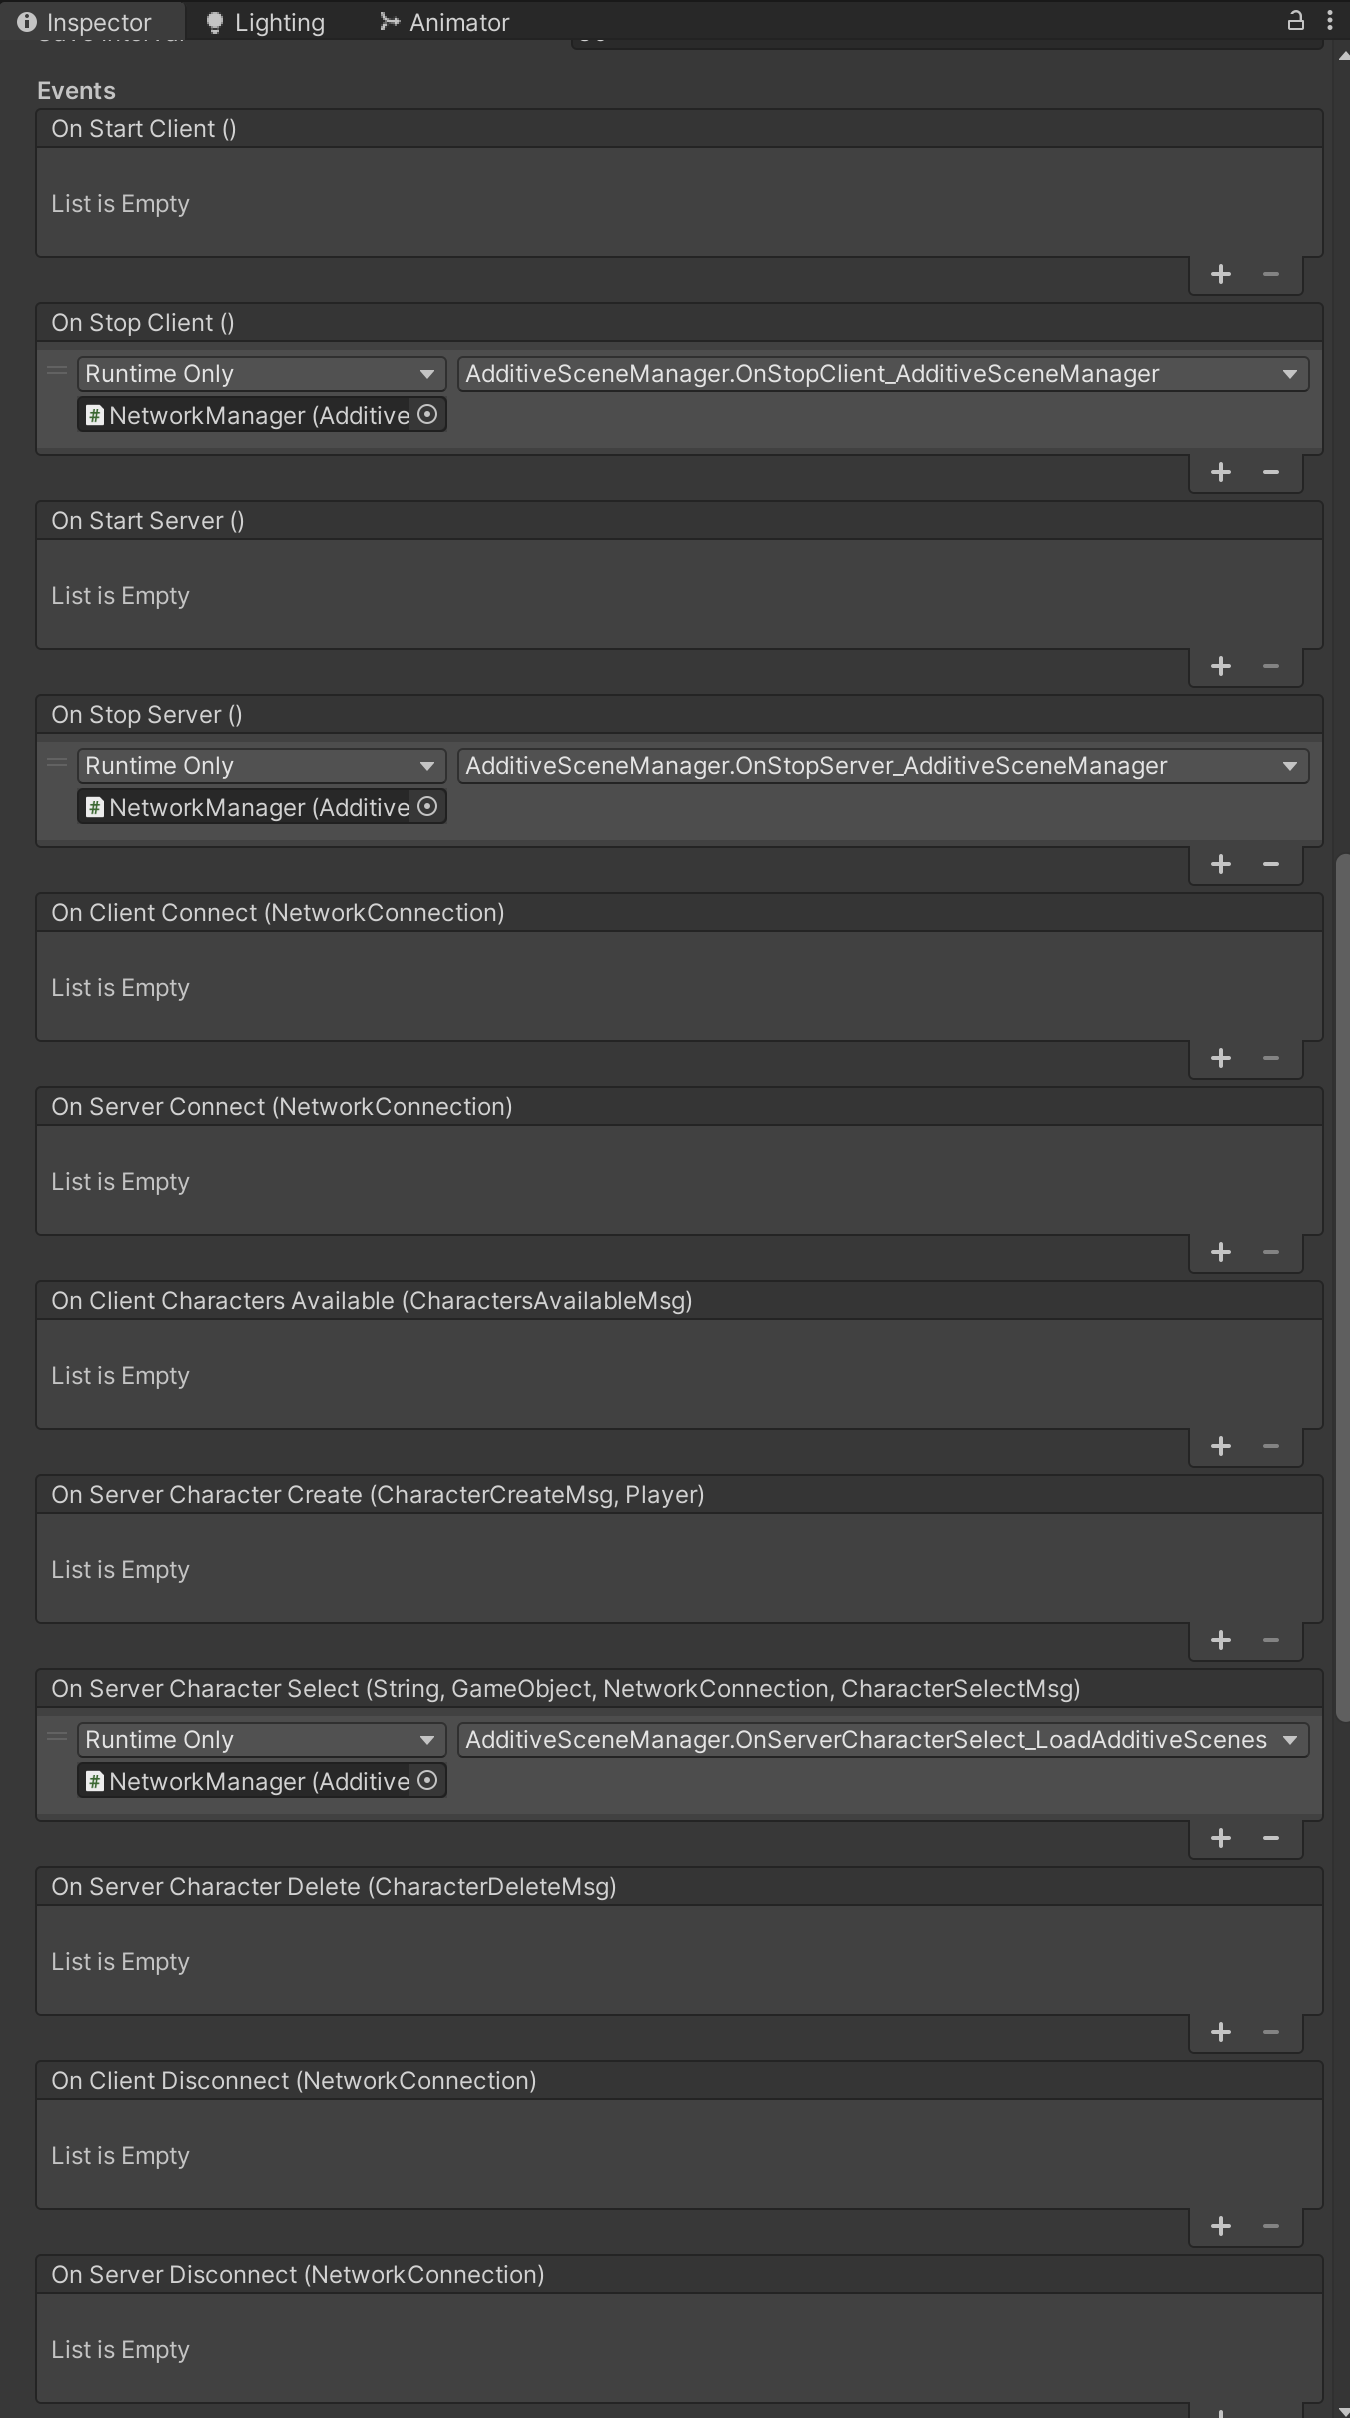 Inspector Lighting Animator
Events
On Start Client ()
List is Empty
On Stop Client ()
Runtime Only AdditiveSceneManager.OnStopClient_AdditiveSceneManager
NetworkManager (Additive
On Start Server ()
List is Empty
On Stop Server ()
Runtime Only AdditiveSceneManager.OnStopServer_AdditiveSceneManager
NetworkManager (Additive
On Client Connect (NetworkConnection)
List is Empty
On Server Connect (NetworkConnection)
List is Empty
On Client Characters Available (CharactersAvailableMsg)
List is Empty
On Server Character Create (CharacterCreateMsg, Player)
List is Empty
On Server Character Select (String, GameObject, NetworkConnection, CharacterSelectMsg)
Runtime Only AdditiveSceneManager.OnServerCharacterSelect_LoadAdditiveScenes
NetworkManager (Additive
On Server Character Delete (CharacterDeleteMsg)
List is Empty
On Client Disconnect (NetworkConnection)
List is Empty
On Server Disconnect (NetworkConnection)
List is Empty